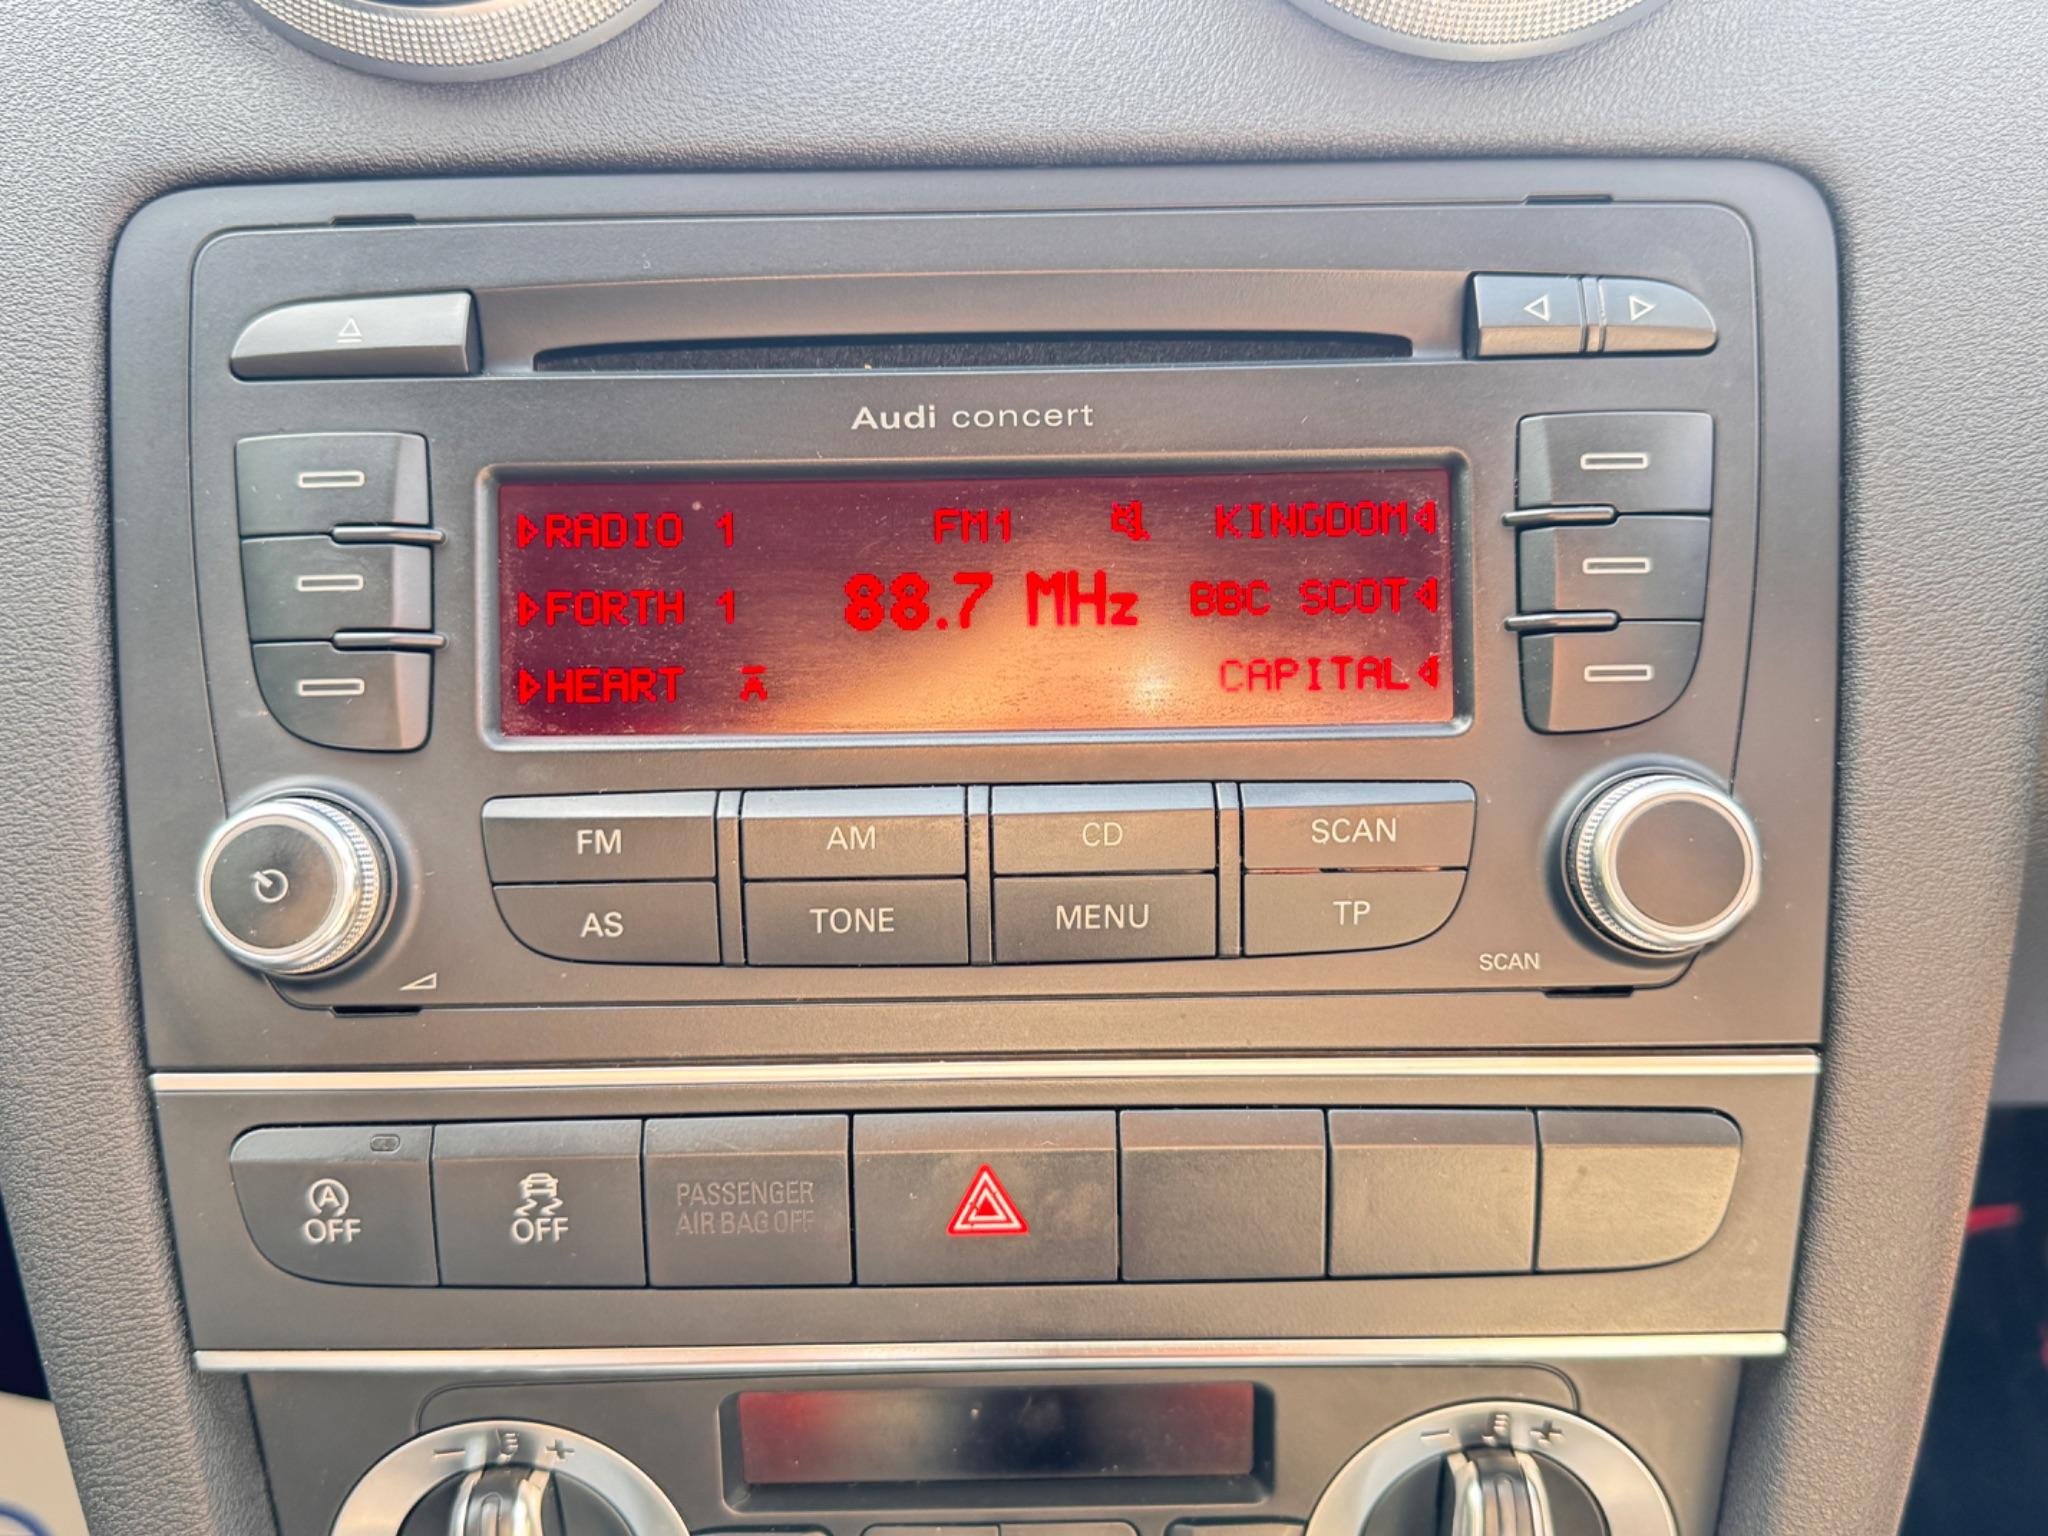 Audi concert
RADIO 1 FM1 KINGDOM
FORTH 1 88.7 MHz BBC SCOT
HEART CAPITAL
FM AM CD SCAN
AS TONE MENU TP
SCAN
A
OFF
OFF
PASSENGER
AIR BAG OFF
- +
- +